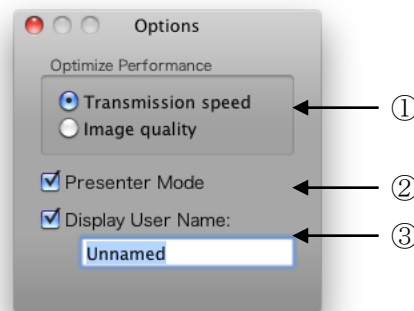 Options
Optimize Performance
Transmission speed
①
Image quality
Presenter Mode
②
Display User Name:
③
Unnamed